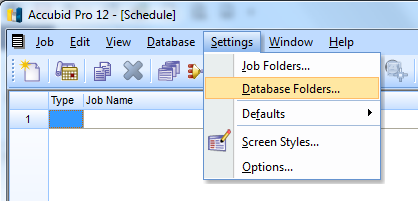 Accubid Pro 12 - [Schedule]
Job Edit View Database Settings Window Help
Job Folders...
Database Folders...
Defaults
Screen Styles...
Options...
Type Job Name
1